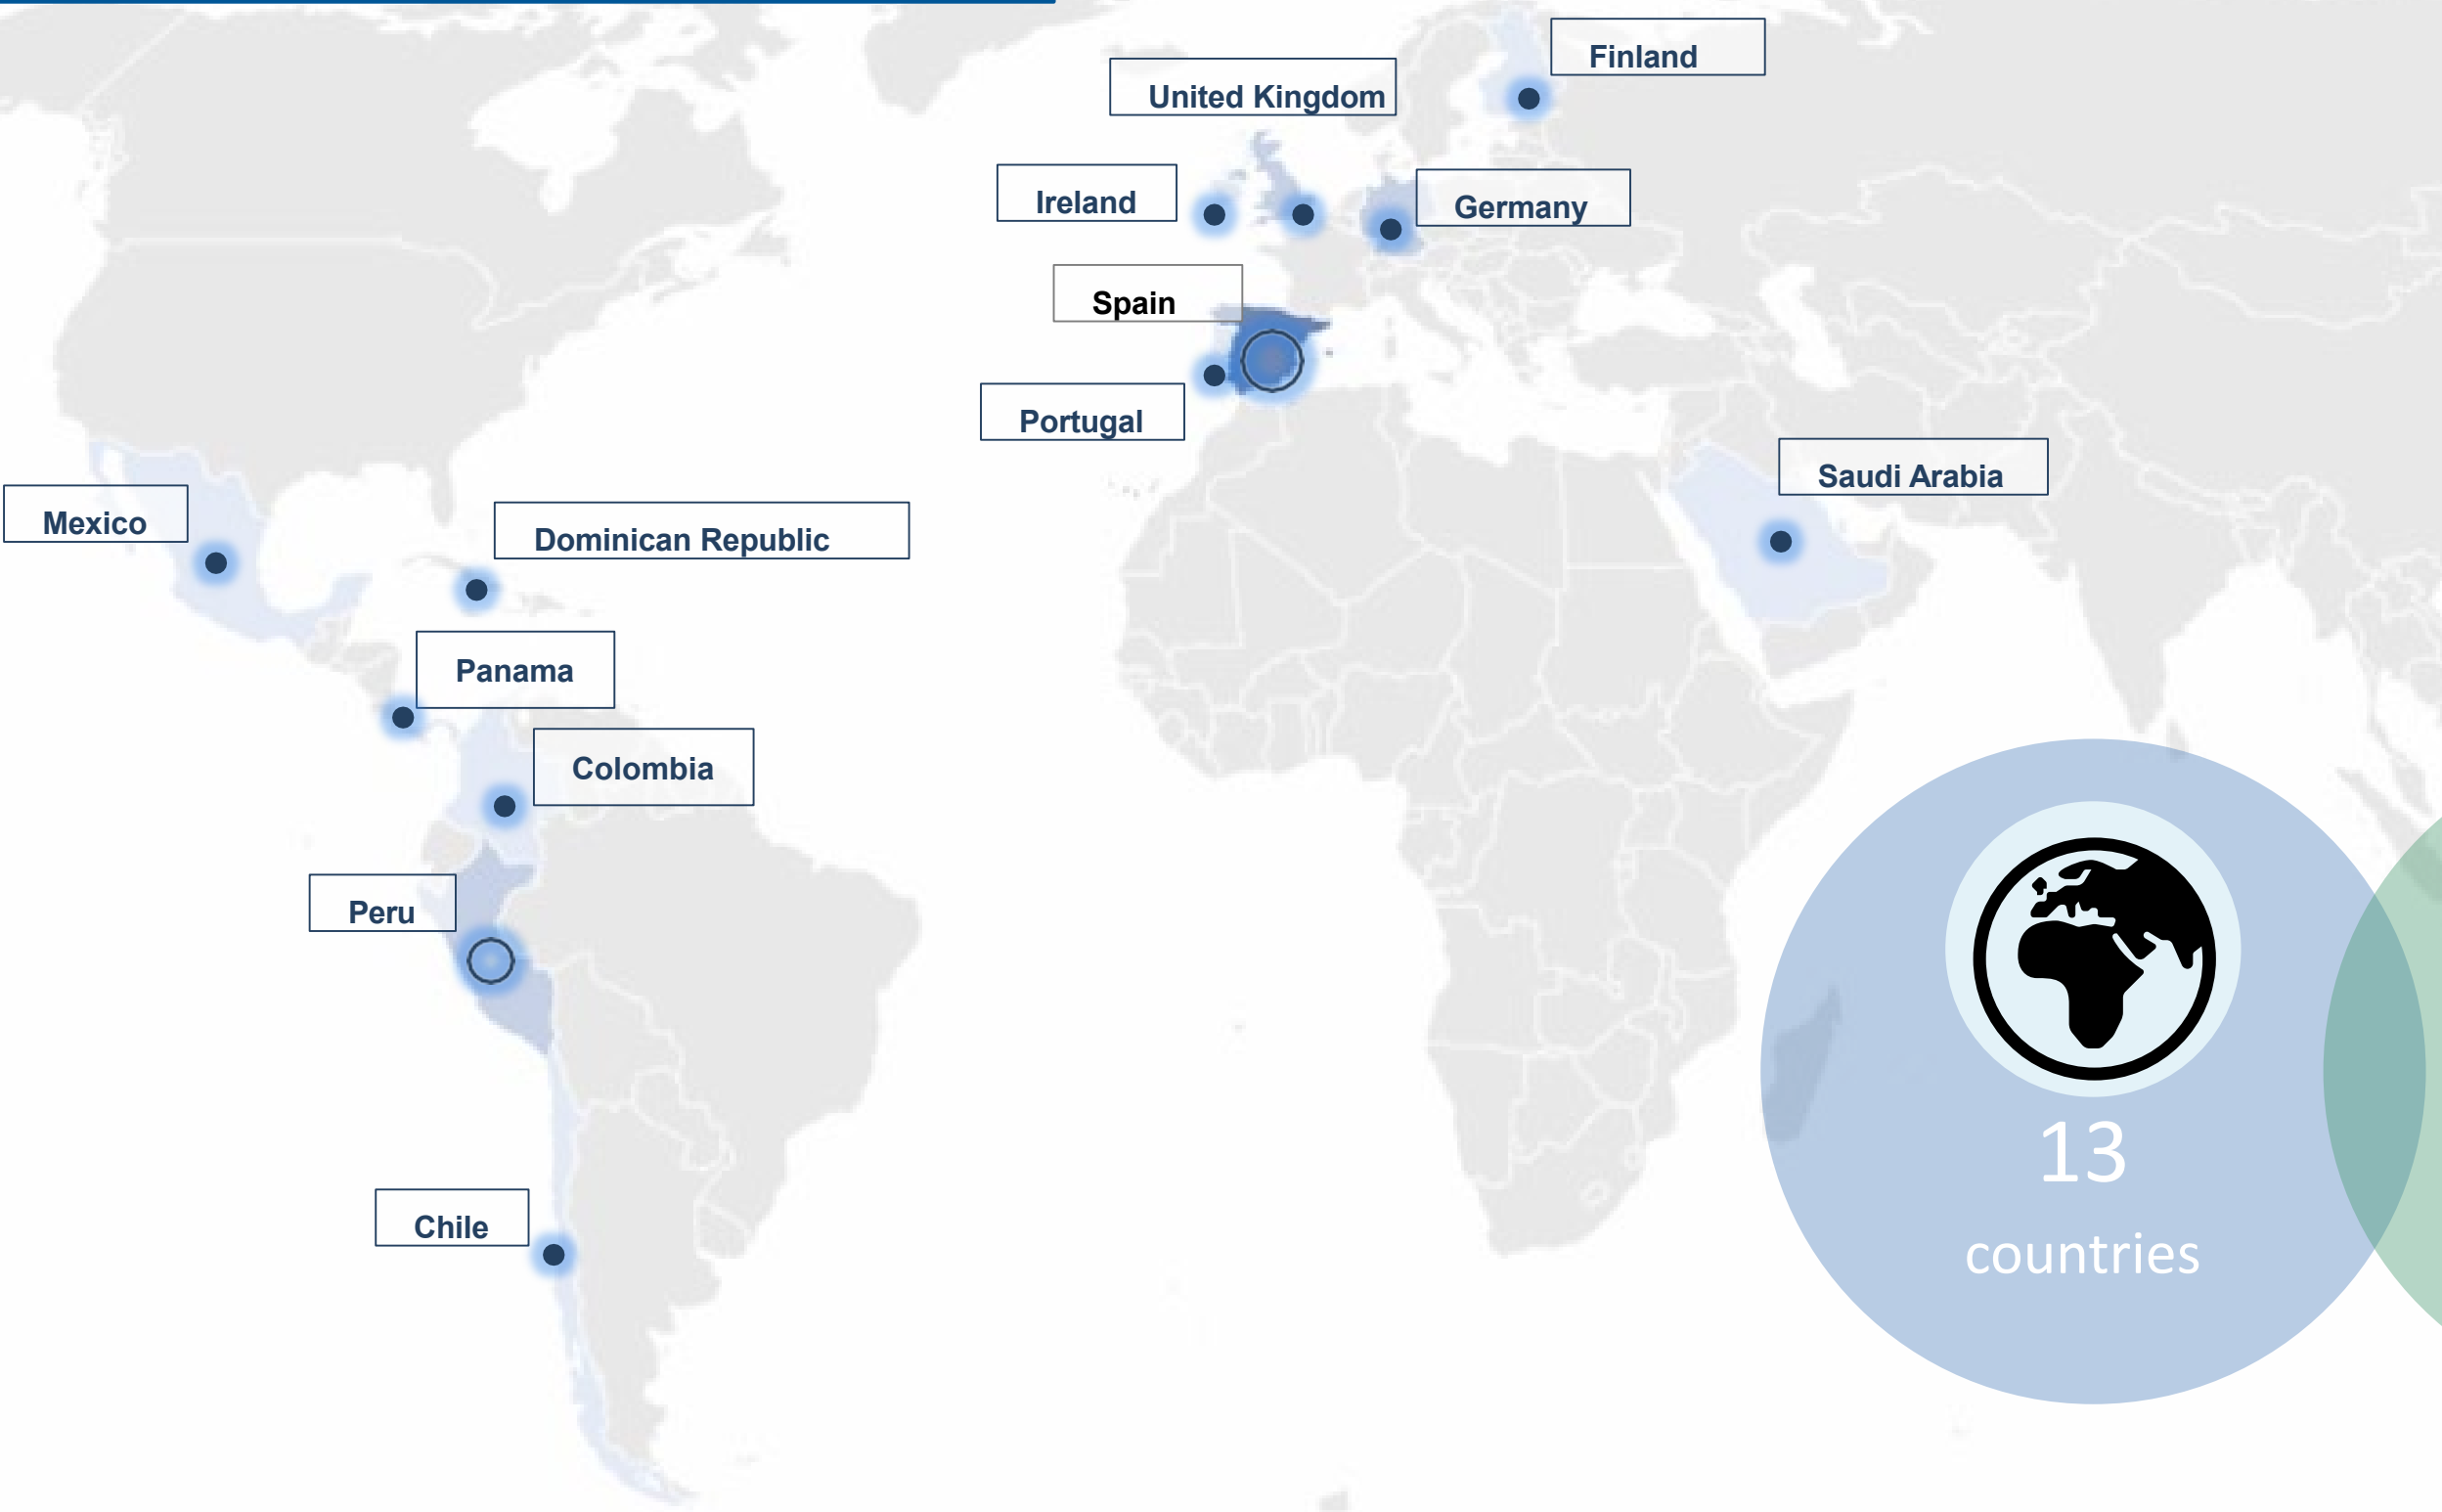 Finland
United Kingdom
Ireland
Germany
Spain
Portugal
Saudi Arabia
Mexico
Dominican Republic
Panama
Colombia
Peru
Chile
13
countries